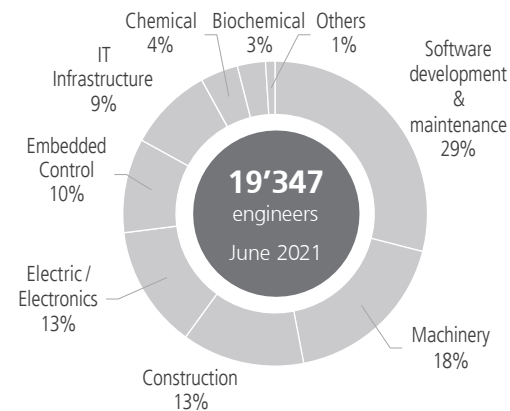 Chemical
4%
Biochemical
3%
Others
1%
Software
development
&
maintenance
29%
IT
Infrastructure
9%
Embedded
Control
10%
19’347
engineers
June 2021
Electric /
Electronics
13%
Machinery
18%
Construction
13%